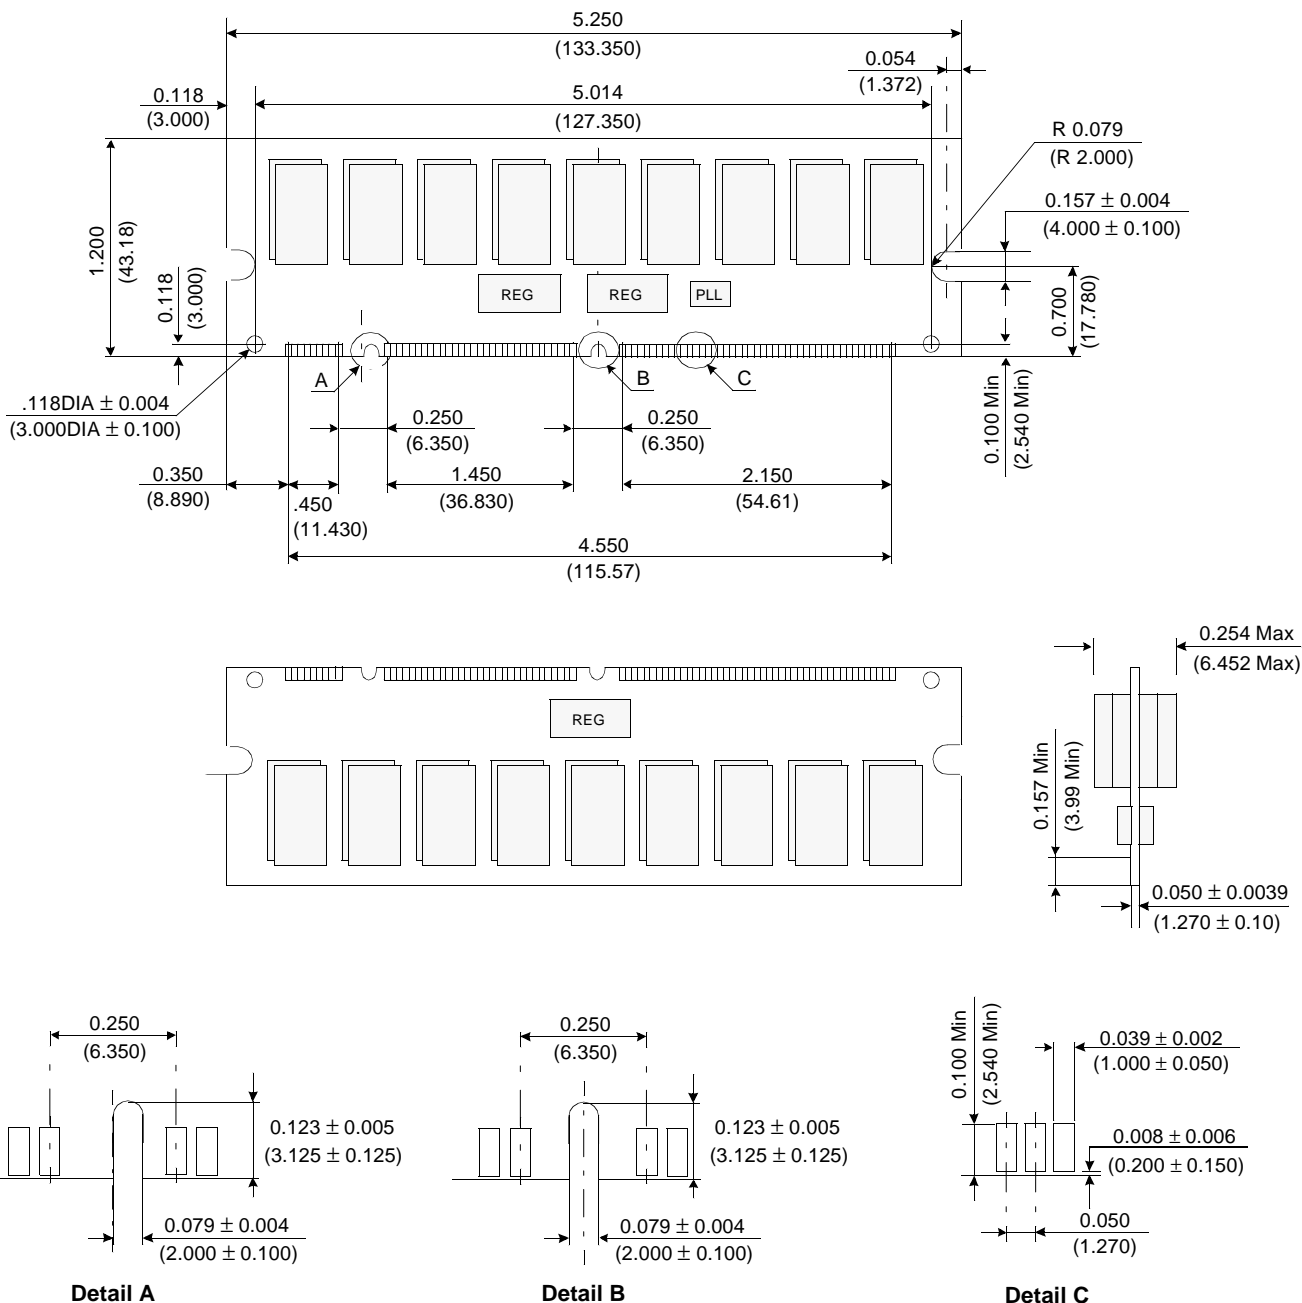 5.250
(133.350)
0.054
(1.372)
0.118
(3.000)
5.014
(127.350)
R 0.079
(R 2.000)
0.157 ± 0.004
(4.000 ± 0.100)
1.200
(43.18)
0.118
(3.000)
REG
REG
PLL
0.700
(17.780)
A
B
C
.118DIA ± 0.004
(3.000DIA ± 0.100)
0.250
(6.350)
0.250
(6.350)
0.100 Min
(2.540 Min)
0.350
(8.890)
.450
(11.430)
1.450
(36.830)
2.150
(54.61)
4.550
(115.57)
0.254 Max
(6.452 Max)
REG
0.157 Min
(3.99 Min)
0.050 ± 0.0039
(1.270 ± 0.10)
0.250
(6.350)
0.123 ± 0.005
(3.125 ± 0.125)
0.079 ± 0.004
(2.000 ± 0.100)
Detail A
0.250
(6.350)
0.123 ± 0.005
(3.125 ± 0.125)
0.079 ± 0.004
(2.000 ± 0.100)
Detail B
0.100 Min
(2.540 Min)
0.039 ± 0.002
(1.000 ± 0.050)
0.008 ± 0.006
(0.200 ± 0.150)
0.050
(1.270)
Detail C